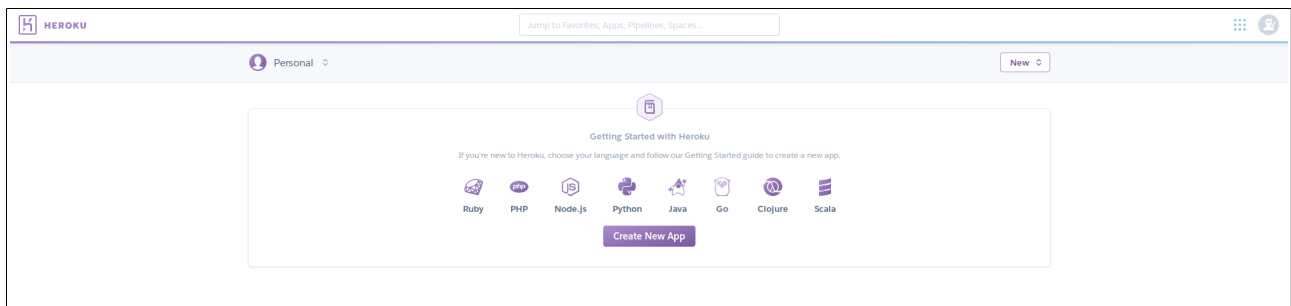 HEROKU
Jump to Favorites, Apps, Pipelines, Spaces...
Personal
New
Getting Started with Heroku
If you're new to Heroku, choose your language and follow our Getting Started guide to create a new app.
Ruby PHP Node.js Python Java Go Clojure Scala
Create New App